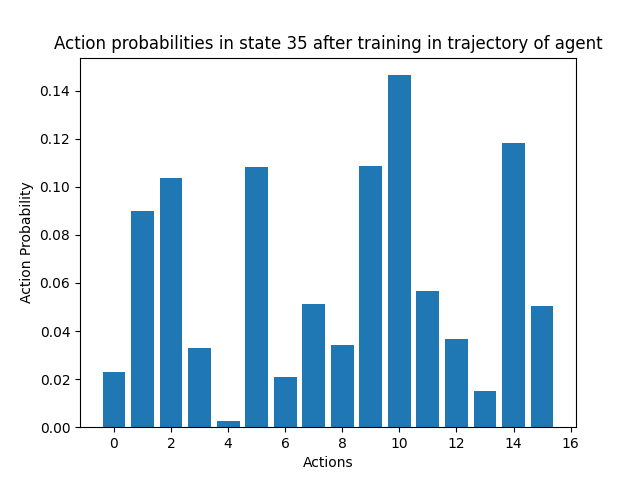 Action probabilities in state 35 after training in trajectory of agent
0.14
0.12
0.10
0.08
0.06
0.04
0.02
0.00
Action Probability
0 2 4 6 8 10 12 14 16
Actions